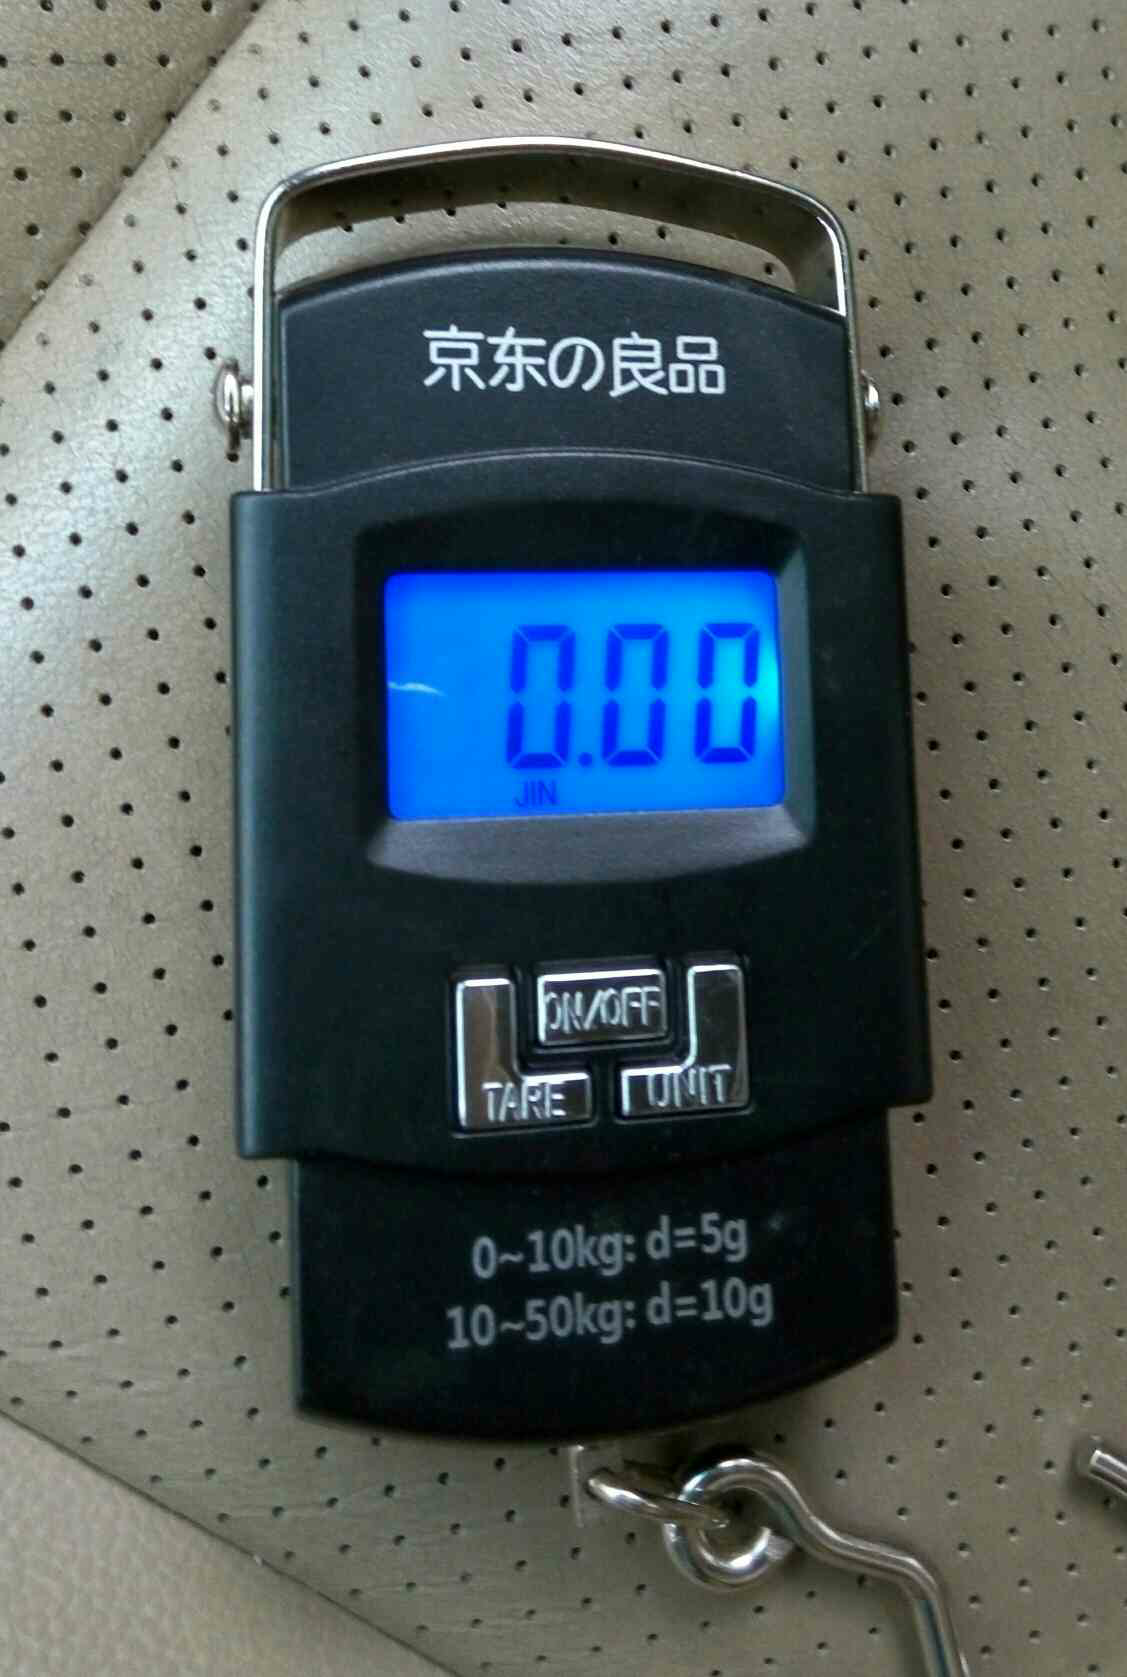 京东の良品
0.00
JIN
ON/OFF
TARE UNIT
0~10kg: d=5g
10~50kg: d=10g